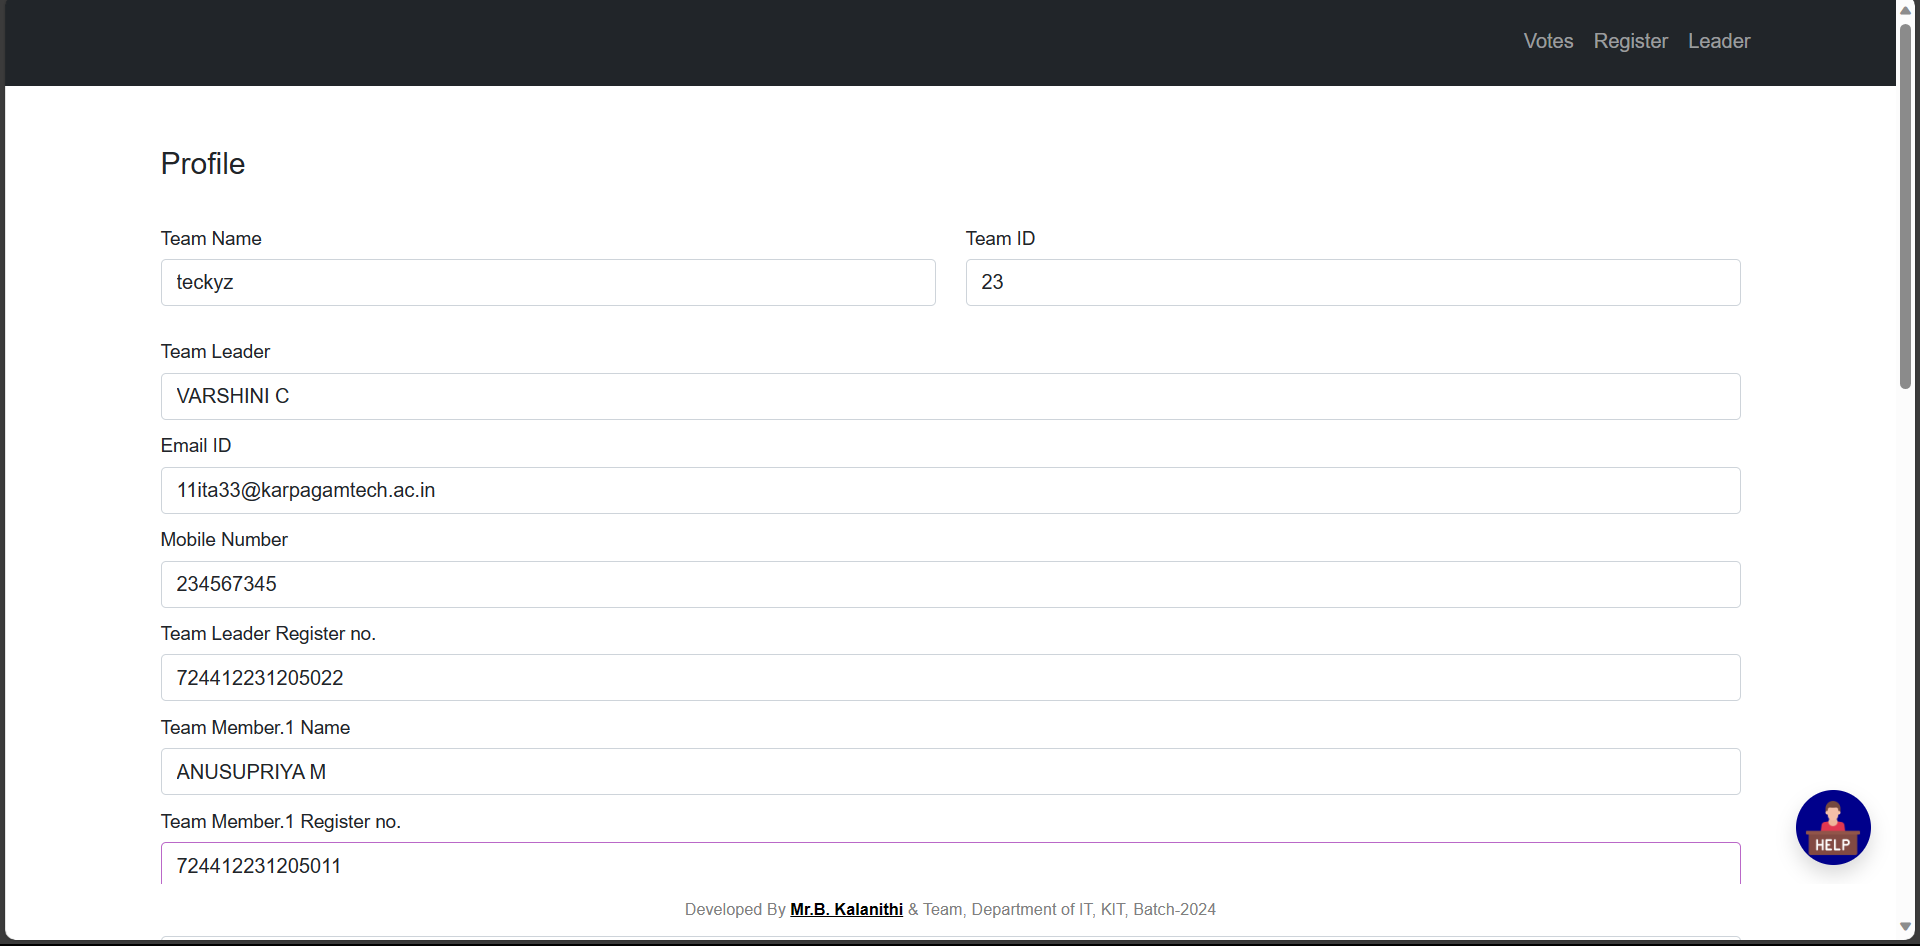 Votes Register Leader
Profile
Team Name
teckyz
Team ID
23
Team Leader
VARSHINI C
Email ID
11ita33@karpagamtech.ac.in
Mobile Number
234567345
Team Leader Register no.
724412231205022
Team Member.1 Name
ANUSUPRIYA M
Team Member.1 Register no.
724412231205011
HELP
Developed By Mr.B. Kalanithi & Team, Department of IT, KIT, Batch-2024